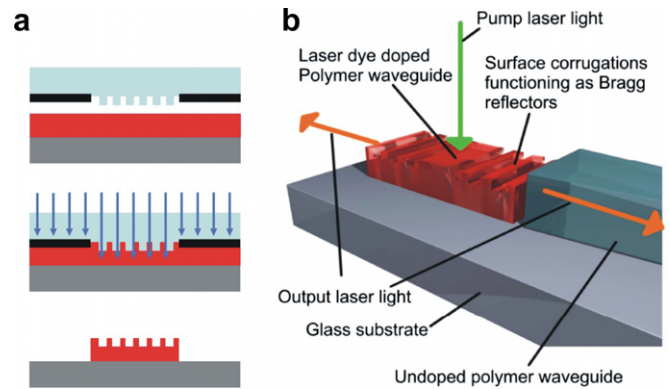 a
b
Pump laser light
Laser dye doped
Polymer waveguide
Surface corrugations
functioning as Bragg
reflectors
Output laser light
Glass substrate
Undoped polymer waveguide